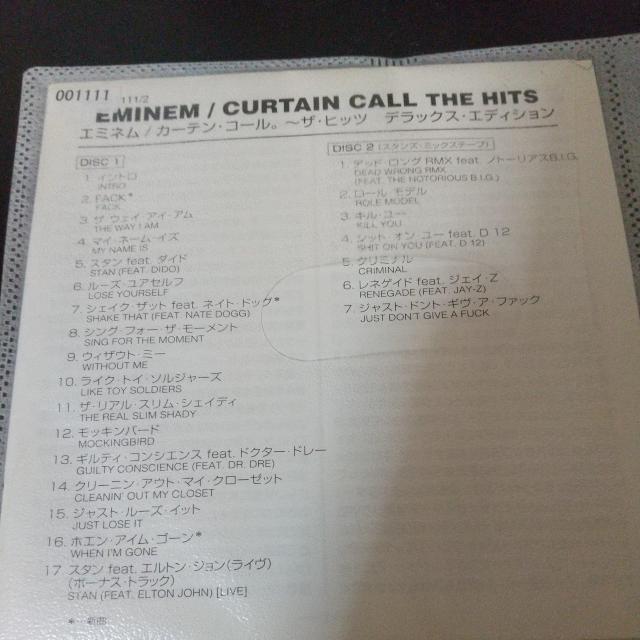 001111 111/2
EMINEM / CURTAIN CALL THE HITS
エミネム / カーテン・コール。~ザ・ヒッツ デラックス・エディション
DISC 1
1. イントロ
INTRO
2. FACK*
FACK
3. ザ ウェイ アイ・アム
THE WAY I AM
4. マイ・ネーム・イズ
MY NAME IS
5. スタン feat. ダイド
STAN (FEAT. DIDO)
6. ルーズ・ユアセルフ
LOSE YOURSELF
7. シェイク・ザット feat. ネイト・ドッグ*
SHAKE THAT (FEAT. NATE DOGG)
8. シング・フォー・ザ・モーメント
SING FOR THE MOMENT
9. ウィザウト・ミー
WITHOUT ME
10. ライク・トイ・ソルジャーズ
LIKE TOY SOLDIERS
11. ザ・リアル・スリム・シェイディ
THE REAL SLIM SHADY
12. モッキンバード
MOCKINGBIRD
13. ギルティ・コンシエンス feat. ドクター・ドレー
GUILTY CONSCIENCE (FEAT. DR. DRE)
14. クリーニン・アウト・マイ・クローゼット
CLEANIN' OUT MY CLOSET
15. ジャスト・ルーズ・イット
JUST LOSE IT
16. ホエン・アイム・ゴーン*
WHEN I'M GONE
17. スタン feat. エルトン・ジョン(ライヴ)
(ボーナス・トラック)
STAN (FEAT. ELTON JOHN) [LIVE]
* 新曲
DISC 2 (スタンズ・ミックステープ)
1. デッド ロング RMX feat. ノトーリアスB.I.G.
DEAD WRONG RMX
(FEAT. THE NOTORIOUS B.I.G.)
2. ロール モデル
ROLE MODEL
3. キル・ユー
KILL YOU
4. シット・オン・ユー feat. D 12
SHIT ON YOU (FEAT. D 12)
5. クリミナル
CRIMINAL
6. レネゲイド feat. ジェイ・Z
RENEGADE (FEAT. JAY-Z)
7. ジャスト・ドント・ギヴ・ア・ファック
JUST DON'T GIVE A FUCK